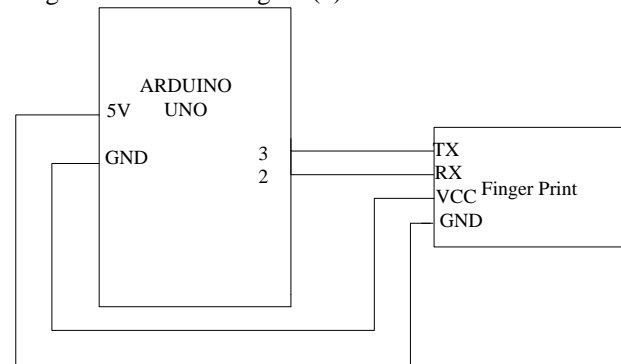 ARDUINO
UNO
5V
GND
3
2
TX
RX
VCC
GND
Finger Print